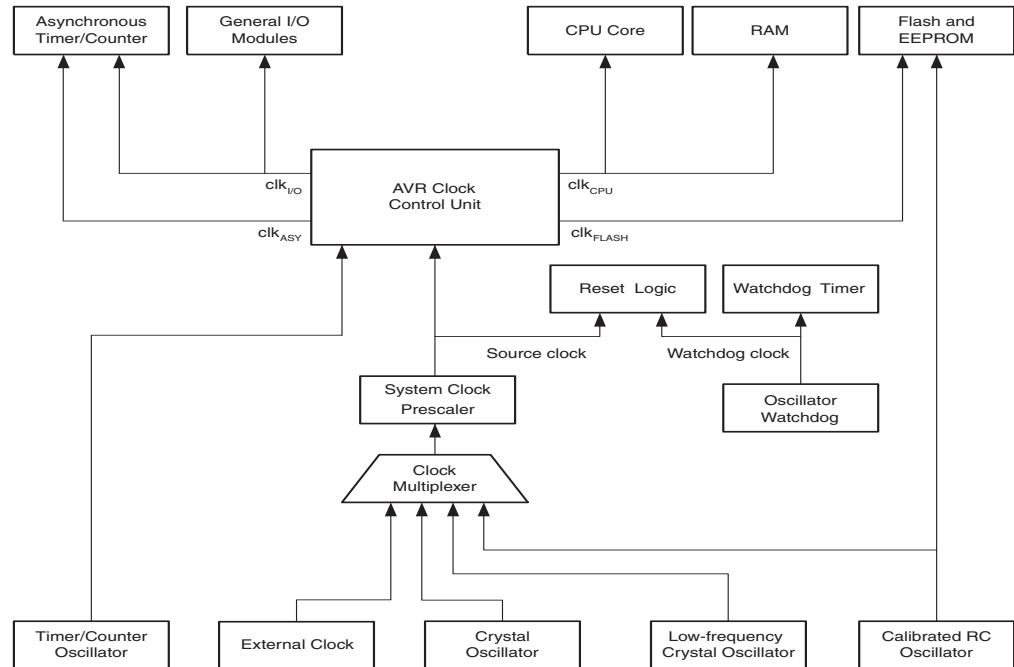 Asynchronous
Timer/Counter
General I/O
Modules
CPU Core
RAM
Flash and
EEPROM
clkI/O
AVR Clock
Control Unit
clkCPU
clkASY
clkFLASH
Reset Logic
Watchdog Timer
Source clock
Watchdog clock
System Clock
Prescaler
Oscillator
Watchdog
Clock
Multiplexer
Timer/Counter
Oscillator
External Clock
Crystal
Oscillator
Low-frequency
Crystal Oscillator
Calibrated RC
Oscillator